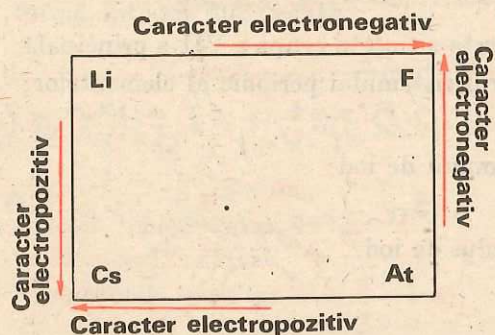 Caracter electronegativ
Li F
Caracter
electronegativ
Caracter
electropozitiv
Cs At
Caracter electropozitiv